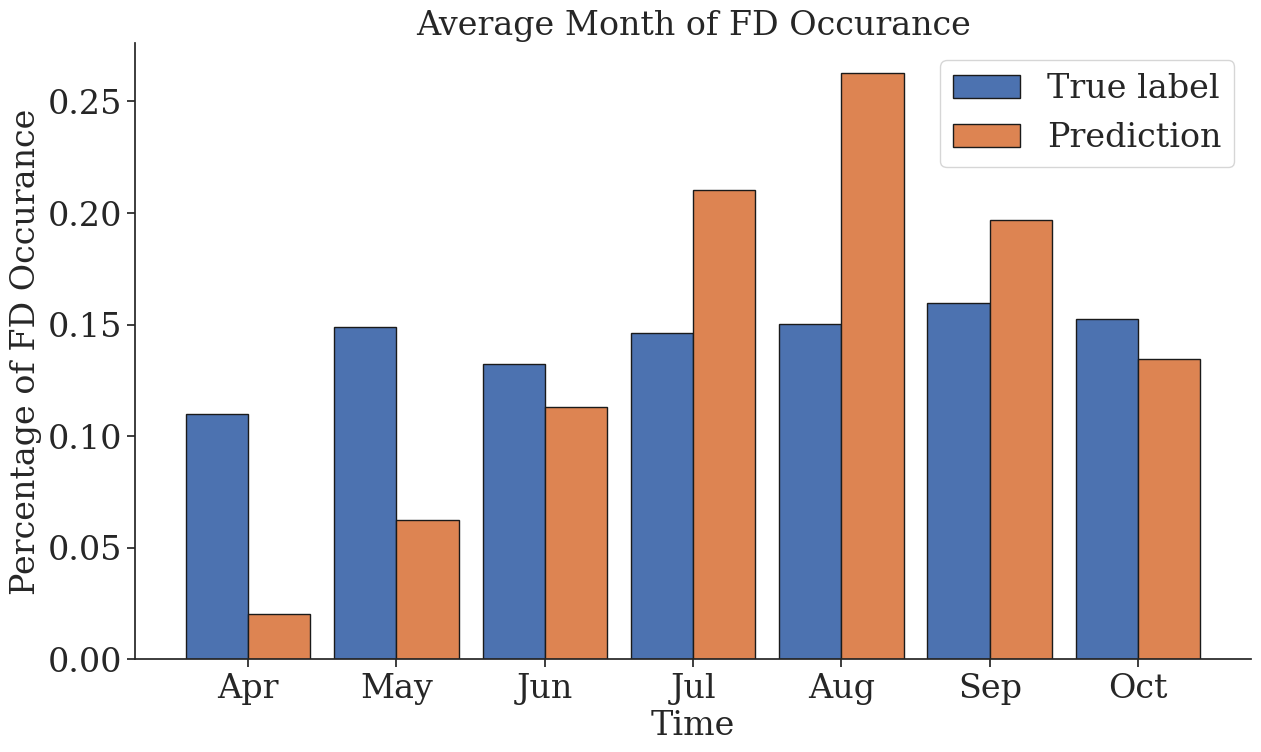 Average Month of FD Occurance
True label
Prediction
Percentage of FD Occurance
0.25
0.20
0.15
0.10
0.05
0.00
Apr May Jun Jul Aug Sep Oct
Time